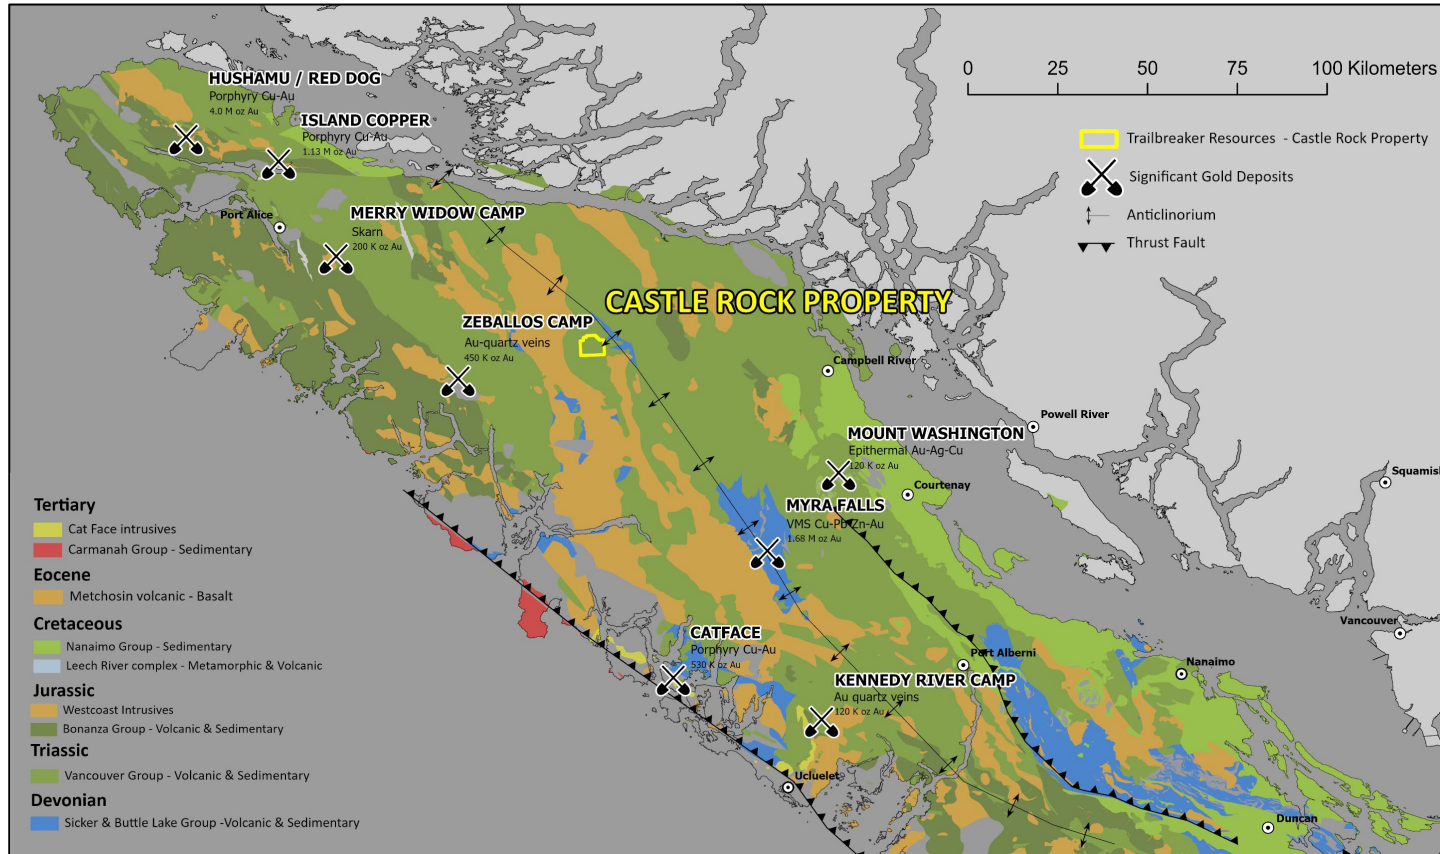 HUSHAMU / RED DOG
Porphyry Cu-Au
4.0 M oz Au
ISLAND COPPER
Porphyry Cu-Au
1.13 M oz Au
0 25 50 75 100 Kilometers
Trailbreaker Resources - Castle Rock Property
Significant Gold Deposits
Anticlinorium
Thrust Fault
Port Alice
MERRY WIDOW CAMP
Skarn
200 K oz Au
CASTLE ROCK PROPERTY
ZEBALLOS CAMP
Au-quartz veins
450 K oz Au
Campbell River
Powell River
MOUNT WASHINGTON
Epithermal Au-Ag-Cu
120 K oz Au
Courtenay
Squamish
MYRA FALLS
VMS Cu-Pb-Zn-Au
1.68 M oz Au
Vancouver
CATFACE
Porphyry Cu-Au
530 K oz Au
Port Alberni
Nanaimo
KENNEDY RIVER CAMP
Au quartz veins
120 K oz Au
Ucluelet
Duncan
Tertiary
Cat Face intrusives
Carmanah Group - Sedimentary
Eocene
Metchosin volcanic - Basalt
Cretaceous
Nanaimo Group - Sedimentary
Leech River complex - Metamorphic & Volcanic
Jurassic
Westcoast Intrusives
Bonanza Group - Volcanic & Sedimentary
Triassic
Vancouver Group - Volcanic & Sedimentary
Devonian
Sicker & Buttle Lake Group -Volcanic & Sedimentary